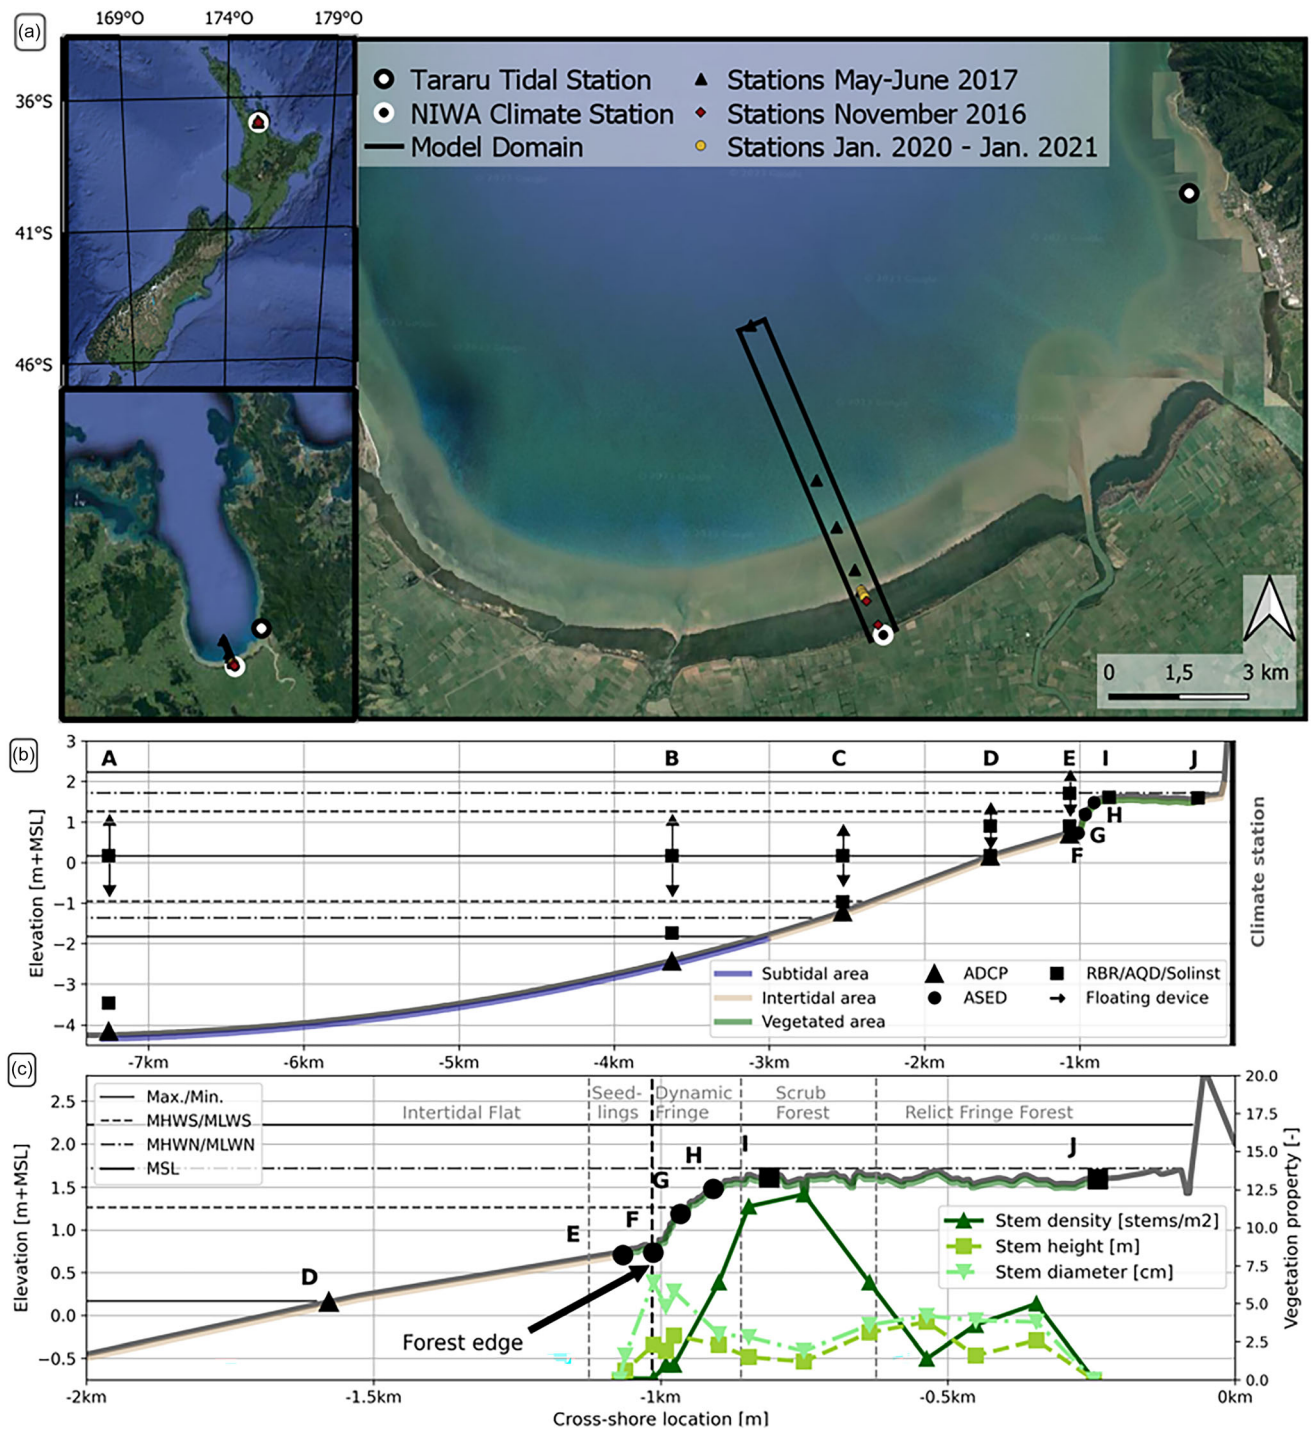 (a)
169°O 174°O 179°O
36°S
41°S
46°S
Tararu Tidal Station
NIWA Climate Station
Model Domain
Stations May-June 2017
Stations November 2016
Stations Jan. 2020 - Jan. 2021
0 1,5 3 km
(b)
A B C D E I J
H
G
F
3
2
1
0
−1
−2
−3
−4
Elevation [m+MSL]
Climate station
Subtidal area
Intertidal area
Vegetated area
ADCP
ASED
RBR/AQD/Solinst
Floating device
-7km -6km -5km -4km -3km -2km -1km
(c)
Max./Min.
MHWS/MLWS
MHWN/MLWN
MSL
Intertidal Flat
Seed-
lings
Dynamic
Fringe
Scrub
Forest
Relict Fringe Forest
D
E
F
G
H
I
J
Forest edge
Stem density [stems/m2]
Stem height [m]
Stem diameter [cm]
2.5
2.0
1.5
1.0
0.5
0.0
−0.5
Elevation [m+MSL]
20.0
17.5
15.0
12.5
10.0
7.5
5.0
2.5
0.0
Vegetation property [-]
-2km -1.5km -1km -0.5km 0km
Cross-shore location [m]